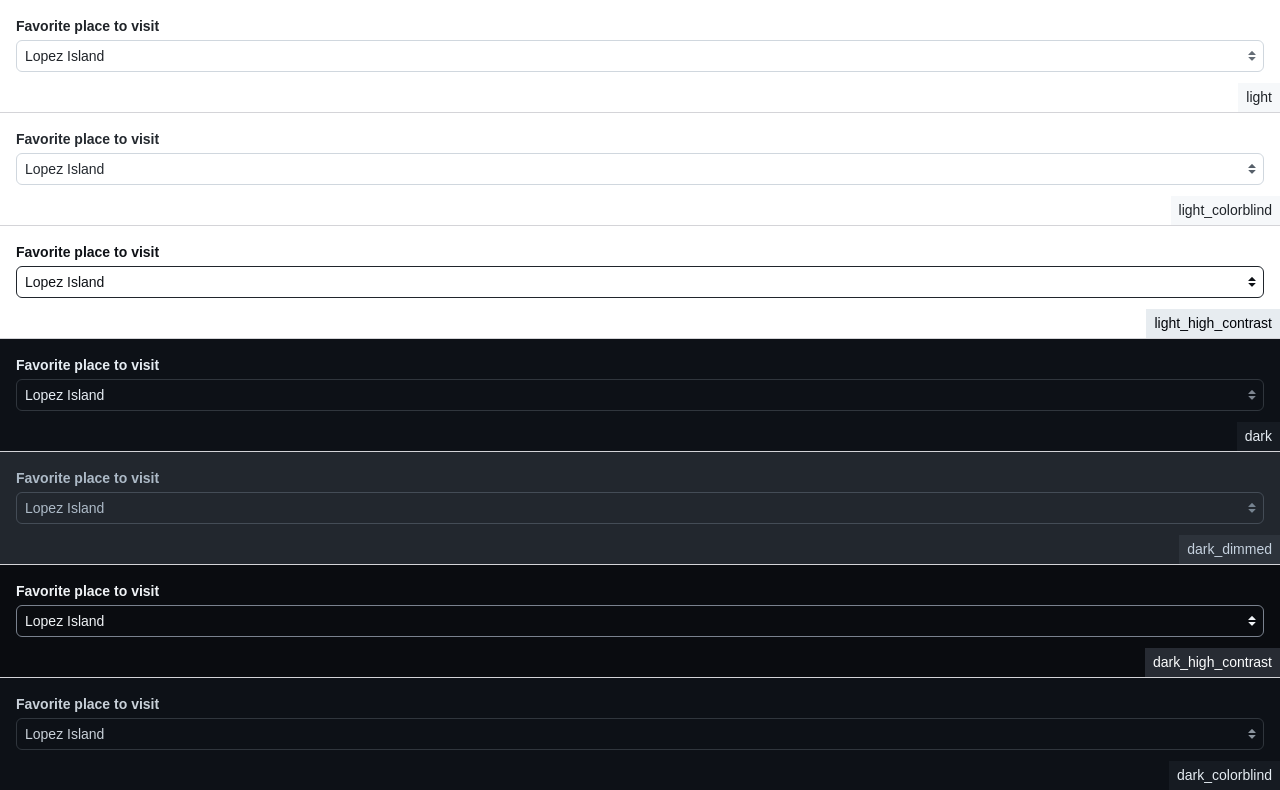 Favorite place to visit
Lopez Island
light
Favorite place to visit
Lopez Island
light_colorblind
Favorite place to visit
Lopez Island
light_high_contrast
Favorite place to visit
Lopez Island
dark
Favorite place to visit
Lopez Island
dark_dimmed
Favorite place to visit
Lopez Island
dark_high_contrast
Favorite place to visit
Lopez Island
dark_colorblind